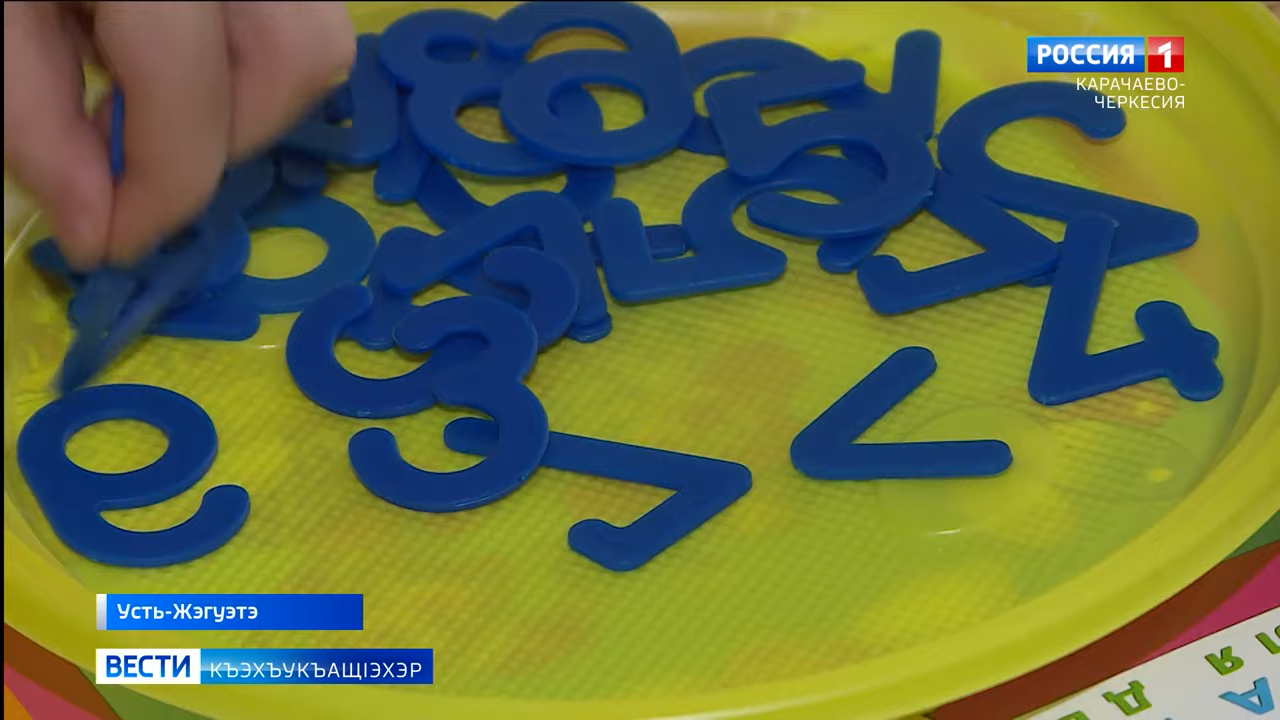 РОССИЯ 1
КАРАЧАЕВО-
ЧЕРКЕСИЯ
Усть-Жэгуэтэ
ВЕСТИ КЪЭХЪУКЪАЩІЭХЭР